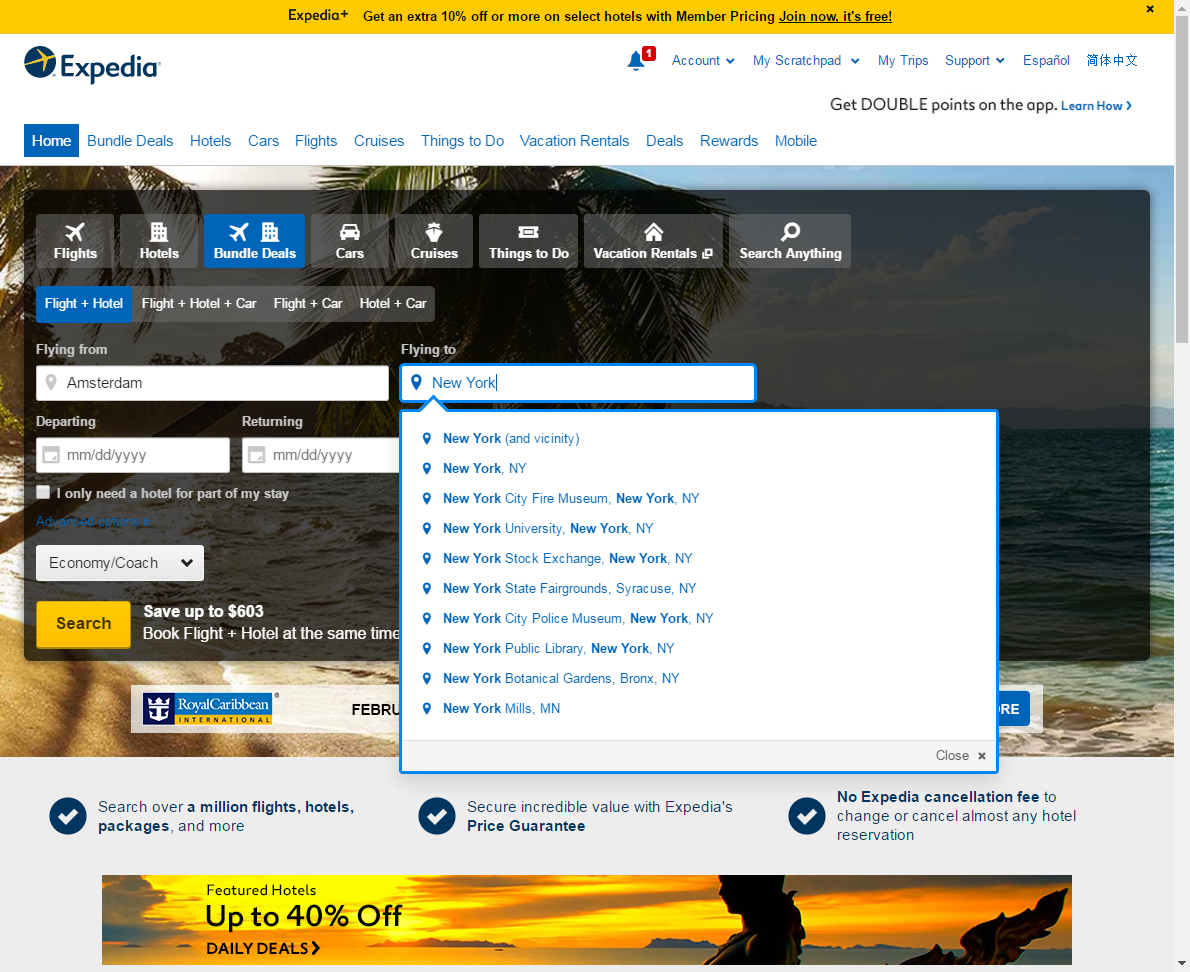 Expedia+ Get an extra 10% off or more on select hotels with Member Pricing Join now, it's free!
Expedia
1 Account My Scratchpad My Trips Support Español 简体中文
Get DOUBLE points on the app. Learn How
Home Bundle Deals Hotels Cars Flights Cruises Things to Do Vacation Rentals Deals Rewards Mobile
Flights Hotels Bundle Deals Cars Cruises Things to Do Vacation Rentals Search Anything
Flight + Hotel Flight + Hotel + Car Flight + Car Hotel + Car
Flying from Flying to
Amsterdam New York
Departing Returning
mm/dd/yyyy mm/dd/yyyy
I only need a hotel for part of my stay
Advanced options
Economy/Coach
Search
Save up to $603
Book Flight + Hotel at the same time
New York (and vicinity)
New York, NY
New York City Fire Museum, New York, NY
New York University, New York, NY
New York Stock Exchange, New York, NY
New York State Fairgrounds, Syracuse, NY
New York City Police Museum, New York, NY
New York Public Library, New York, NY
New York Botanical Gardens, Bronx, NY
New York Mills, MN
Close
RoyalCaribbean
INTERNATIONAL
FEBRU
RE
Search over a million flights, hotels,
packages, and more
Secure incredible value with Expedia's
Price Guarantee
No Expedia cancellation fee to
change or cancel almost any hotel
reservation
Featured Hotels
Up to 40% Off
DAILY DEALS